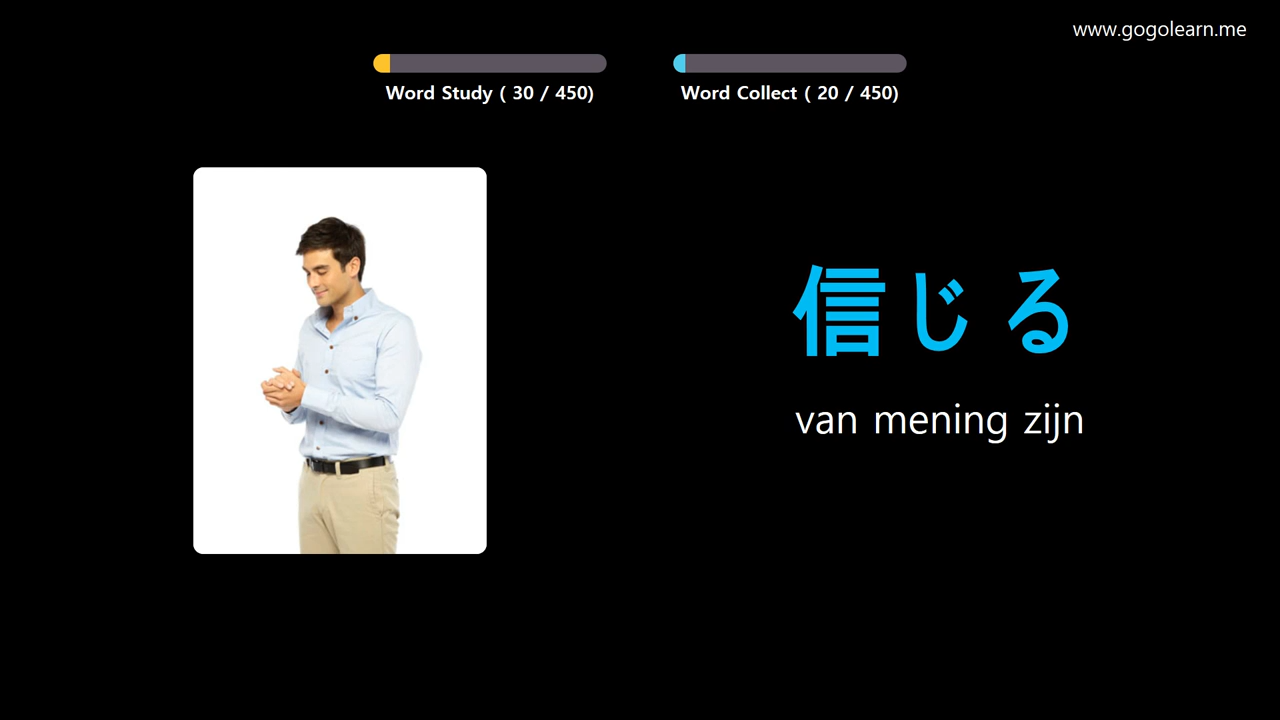 www.gogolearn.me
Word Study ( 30 / 450)
Word Collect ( 20 / 450)
信じる
van mening zijn